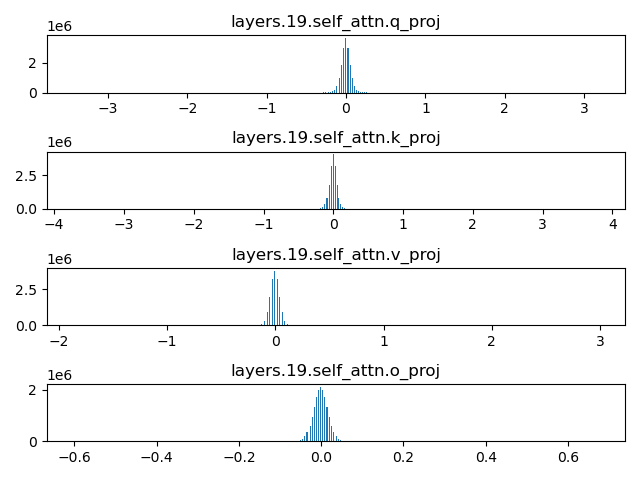 layers.19.self_attn.q_proj
1e6
2
0
−3 −2 −1 0 1 2 3
layers.19.self_attn.k_proj
1e6
2.5
0.0
−4 −3 −2 −1 0 1 2 3 4
layers.19.self_attn.v_proj
1e6
2.5
0.0
−2 −1 0 1 2 3
layers.19.self_attn.o_proj
1e6
2
0
−0.6 −0.4 −0.2 0.0 0.2 0.4 0.6